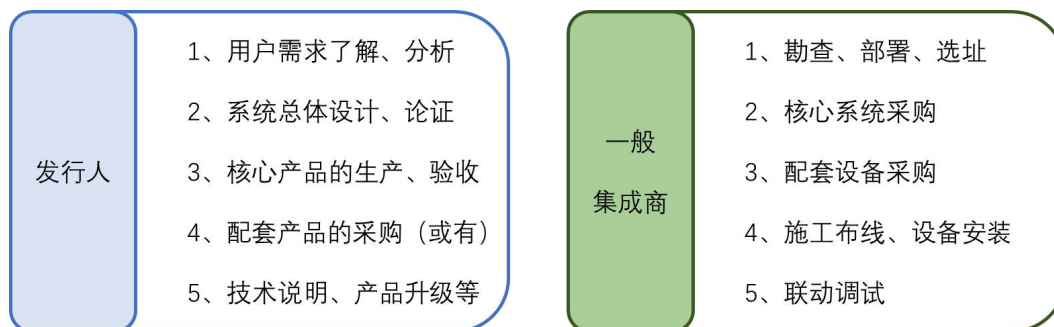 发行人
1、用户需求了解、分析
2、系统总体设计、论证
3、核心产品的生产、验收
4、配套产品的采购（或有）
5、技术说明、产品升级等
一般
集成商
1、勘查、部署、选址
2、核心系统采购
3、配套设备采购
4、施工布线、设备安装
5、联动调试